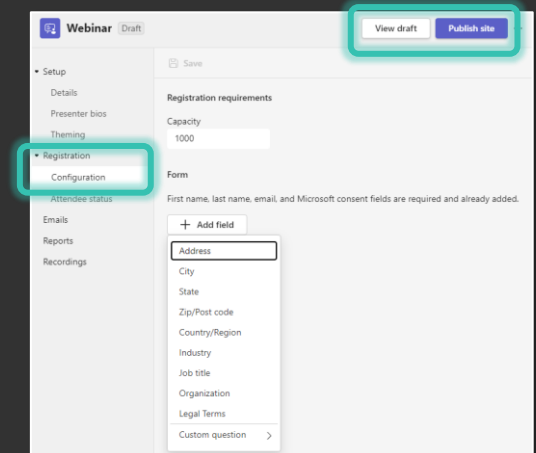 Webinar Draft
View draft
Publish site
Setup
Details
Presenter bios
Theming
Registration
Configuration
Attendee status
Emails
Reports
Recordings
Save
Registration requirements
Capacity
1000
Form
First name, last name, email, and Microsoft consent fields are required and already added.
+ Add field
Address
City
State
Zip/Post code
Country/Region
Industry
Job title
Organization
Legal Terms
Custom question